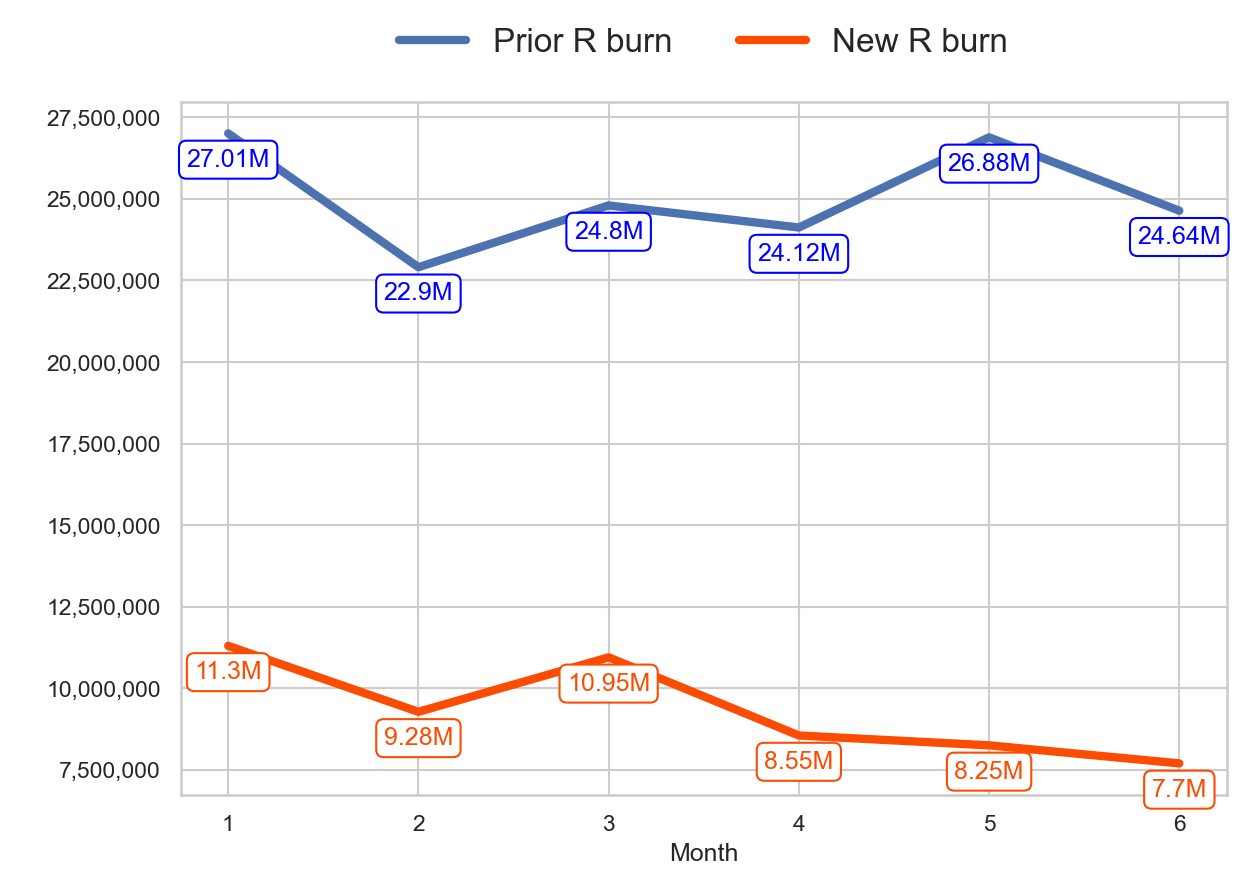 Prior R burn New R burn
27,500,000
25,000,000
22,500,000
20,000,000
17,500,000
15,000,000
12,500,000
10,000,000
7,500,000
27.01M
22.9M
24.8M
24.12M
26.88M
24.64M
11.3M
9.28M
10.95M
8.55M
8.25M
7.7M
1 2 3 4 5 6
Month